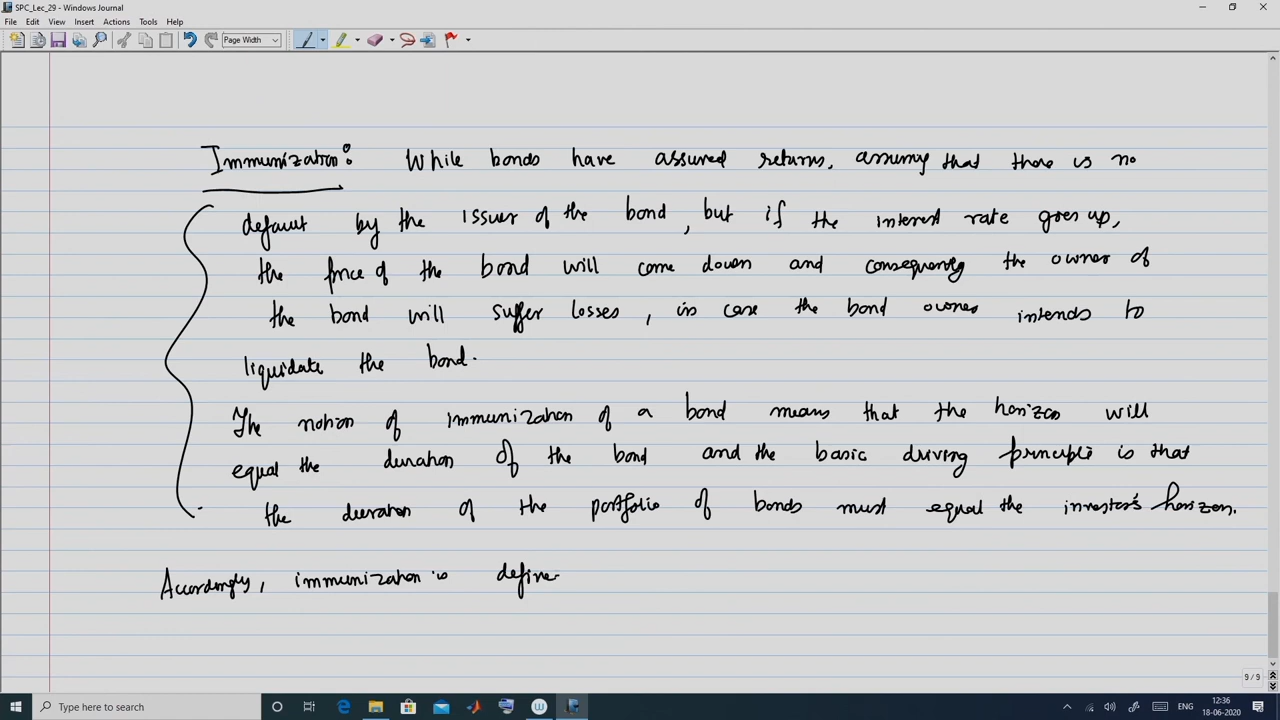 SPC_Lec_29 - Windows Journal
File Edit View Insert Actions Tools Help
Page Width
Immunization: While bonds have assured returns, assuming that there is no
default by the issuer of the bond, but if the interest rate goes up,
the price of the bond will come down and consequently the owner of
the bond will suffer losses, in case the bond owner intends to
liquidate the bond.
The notion of immunization of a bond means that the horizon will
equal the duration of the bond and the basic driving principle is that
the duration of the portfolio of bonds must equal the investor's horizon.
Accordingly, immunization is define
9 / 9
Type here to search
ENG
12:36
18-06-2020